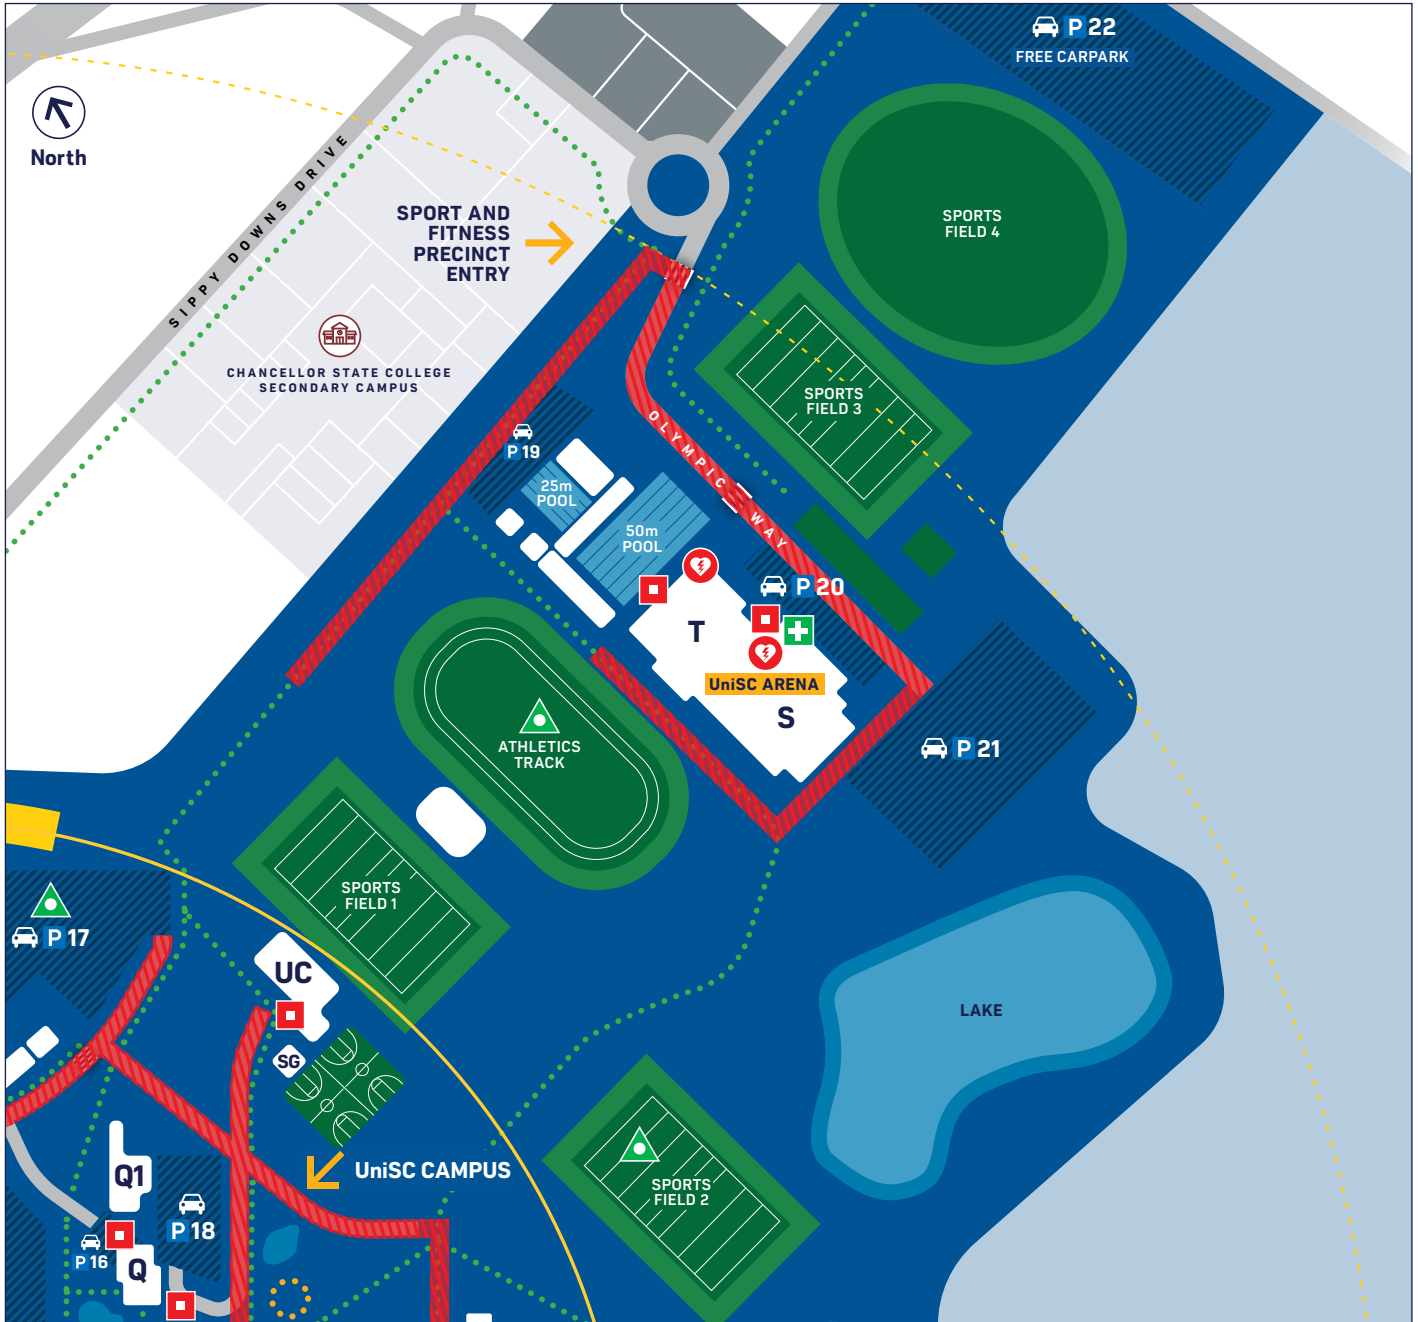 P 22
FREE CARPARK
North
SIPPY DOWNS DRIVE
SPORT AND
FITNESS
PRECINCT
ENTRY
SPORTS
FIELD 4
CHANCELLOR STATE COLLEGE
SECONDARY CAMPUS
SPORTS
FIELD 3
OLYMPIC WAY
P 19
25m
POOL
50m
POOL
P 20
T
UniSC ARENA
S
P 21
ATHLETICS
TRACK
SPORTS
FIELD 1
P 17
UC
SG
LAKE
UniSC CAMPUS
Q1
P 18
SPORTS
FIELD 2
P 16
Q